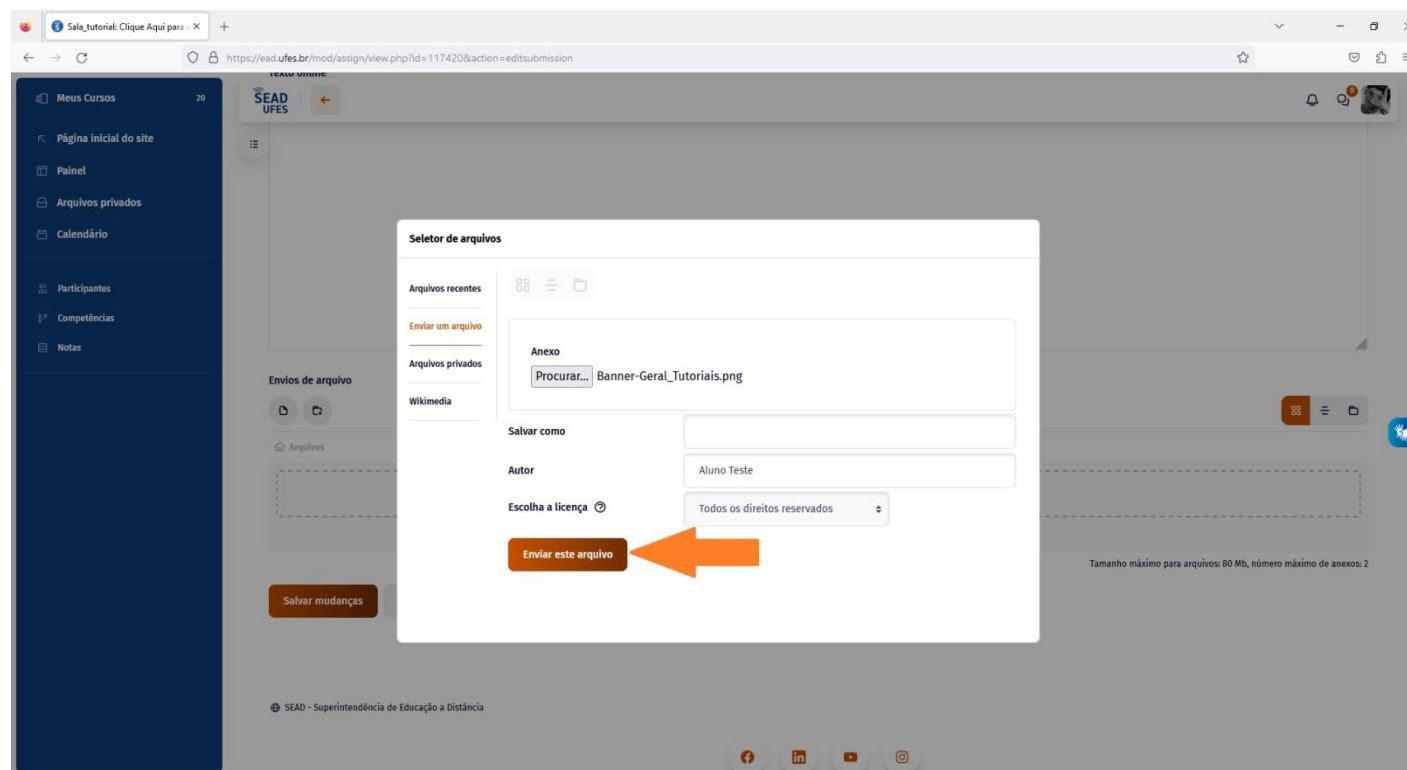 Sala_tutorial: Clique Aqui para
https://ead.ufes.br/mod/assign/view.php?id=117420&action=editsubmission
Texto online
Meus Cursos 20
SEAD
UFES
Página inicial do site
Painel
Arquivos privados
Calendário
Participantes
Competências
Notas
Seletor de arquivos
Arquivos recentes
Enviar um arquivo
Arquivos privados
Wikimedia
Anexo
Procurar... Banner-Geral_Tutoriais.png
Salvar como
Autor Aluno Teste
Escolha a licença Todos os direitos reservados
Enviar este arquivo
Envios de arquivo
Arquivos
Tamanho máximo para arquivos: 80 Mb, número máximo de anexos: 2
Salvar mudanças
SEAD - Superintendência de Educação a Distância